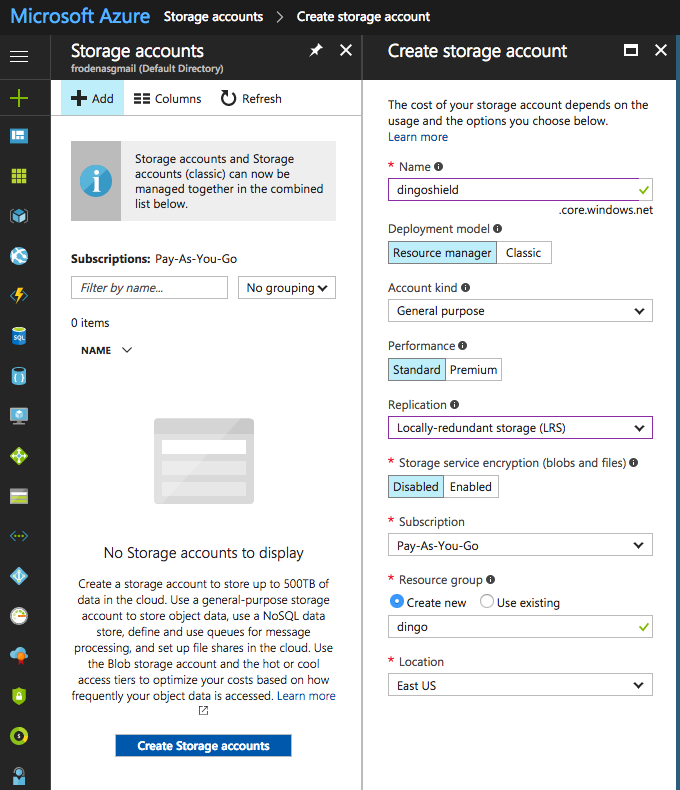 Microsoft Azure Storage accounts > Create storage account
Storage accounts
frodenasgmail (Default Directory)
Add Columns Refresh
Storage accounts and Storage
accounts (classic) can now be
managed together in the combined
list below.
Subscriptions: Pay-As-You-Go
Filter by name...
No grouping
0 items
NAME
No Storage accounts to display
Create a storage account to store up to 500TB of
data in the cloud. Use a general-purpose storage
account to store object data, use a NoSQL data
store, define and use queues for message
processing, and set up file shares in the cloud. Use
the Blob storage account and the hot or cool
access tiers to optimize your costs based on how
frequently your object data is accessed. Learn more
Create Storage accounts
Create storage account
The cost of your storage account depends on the
usage and the options you choose below.
Learn more
* Name
dingoshield
.core.windows.net
Deployment model
Resource manager Classic
Account kind
General purpose
Performance
Standard Premium
Replication
Locally-redundant storage (LRS)
* Storage service encryption (blobs and files)
Disabled Enabled
* Subscription
Pay-As-You-Go
* Resource group
Create new Use existing
dingo
* Location
East US
SQL